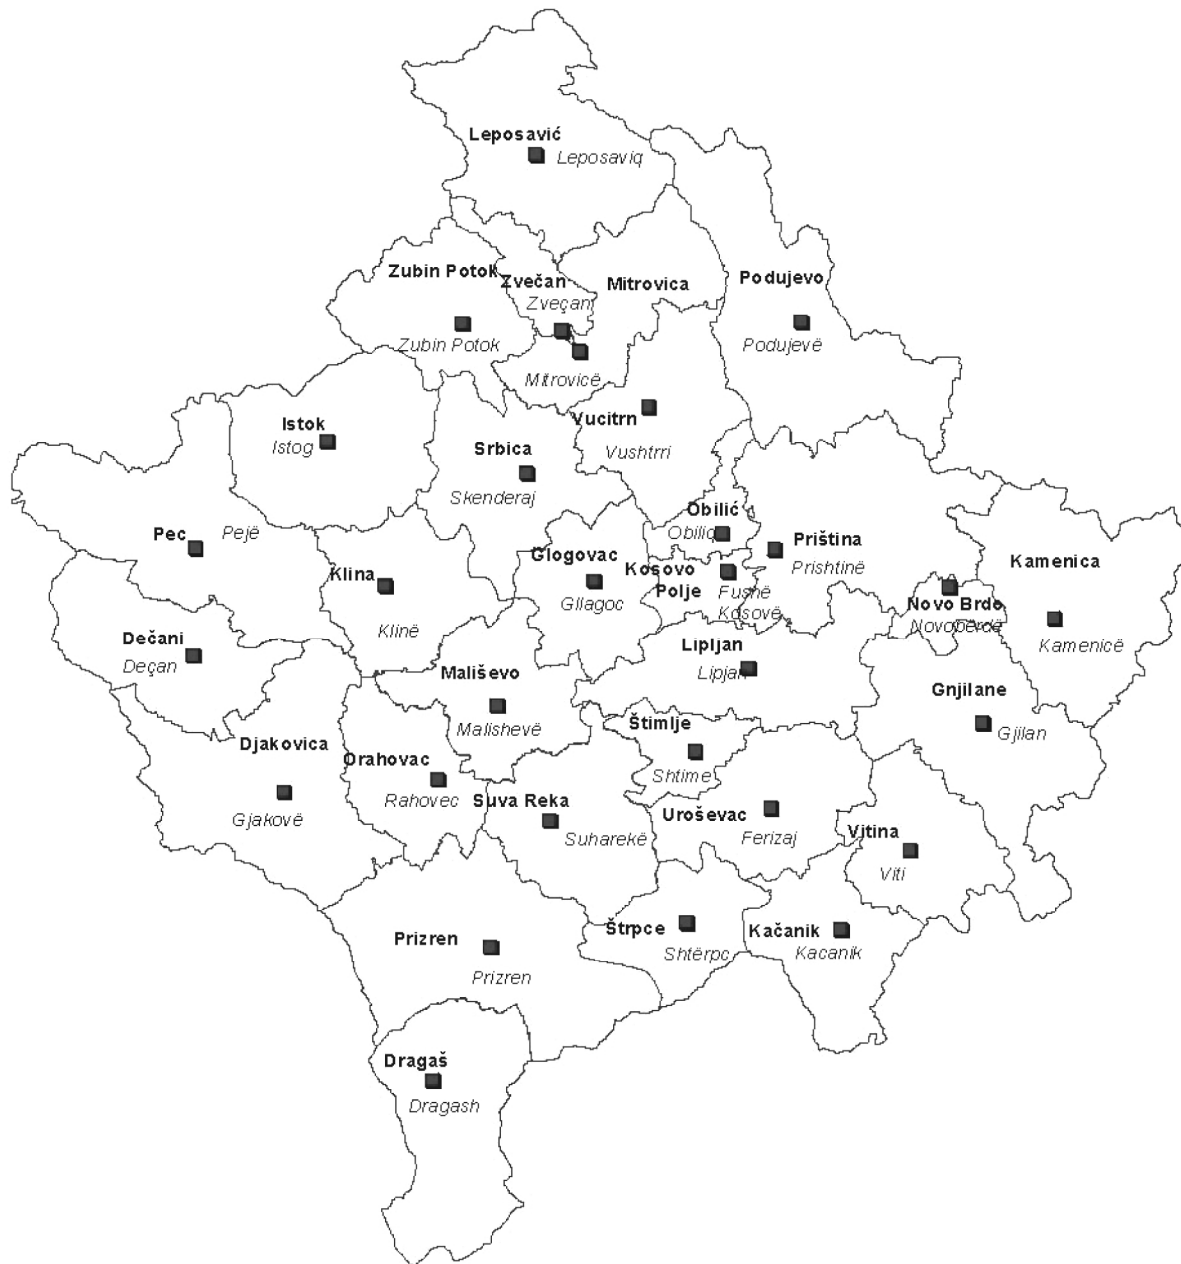 Leposavić
Leposaviq
Zubin Potok
Zubin Potok
Zvečan
Zveçan
Mitrovica
Mitrovicë
Podujevo
Podujevë
Istok
Istog
Srbica
Skenderaj
Vucitrn
Vushtrri
Pec
Pejë
Klina
Klinë
Glogovac
Gllagoc
Obilić
Obiliq
Kosovo
Polje
Fushë
Kosovë
Priština
Prishtinë
Novo Brdo
Novobërdë
Kamenica
Kamenicë
Dečani
Deçan
Mališevo
Malishevë
Lipljan
Lipjan
Gnjilane
Gjilan
Djakovica
Gjakovë
Orahovac
Rahovec
Štimlje
Shtime
Suva Reka
Suharekë
Uroševac
Ferizaj
Vitina
Viti
Prizren
Prizren
Štrpce
Shtërpc
Kačanik
Kacanik
Dragaš
Dragash